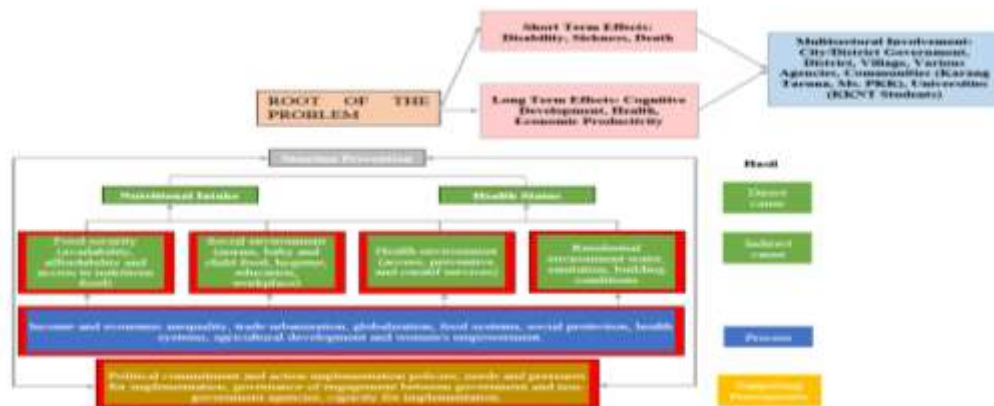 Short Term Effects:
Disability, Sickness, Death
Multisectoral Involvement:
City/District Government,
District, Village, Various
Agencies, Communities (Karang
Taruna, Ms. PKK), Universities
(KKNT Students)
ROOT OF THE
PROBLEM
Long Term Effects: Cognitive
Development, Health,
Economic Productivity
Stunting Prevention
Hasil
Nutritional Intake
Health Status
Direct
cause
Food security
(availability,
affordability and
access to nutritious
food)
Social environment
(norms, baby and
child food, hygiene,
education,
workplace)
Health environment
(access, preventive
and curatif services)
Residential
environment water,
sanitation, building
conditions
Indirect
cause
Income and economic inequality, trade urbanization, globalization, food systems, social protection, health
systems, agricultural development and women's empowerment.
Process
Political commitment and action implementation policies, needs and pressures
for implementation, governance of engagement between government and non-
government agencies, capacity for implementation.
Supporting
Prerequisite